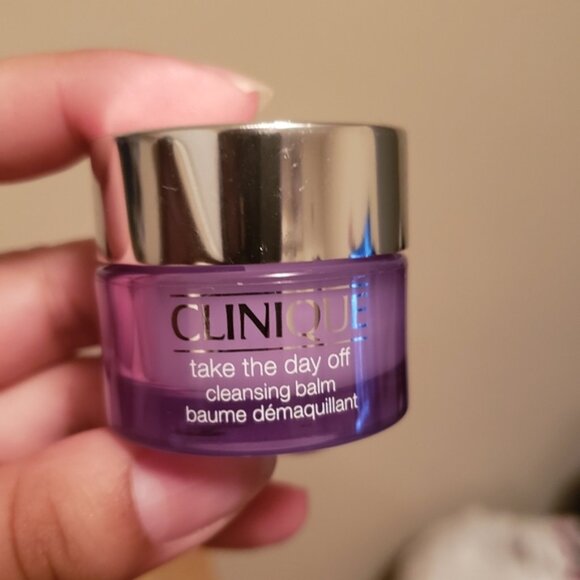 CLINIQUE
take the day off
cleansing balm
baume démaquillant